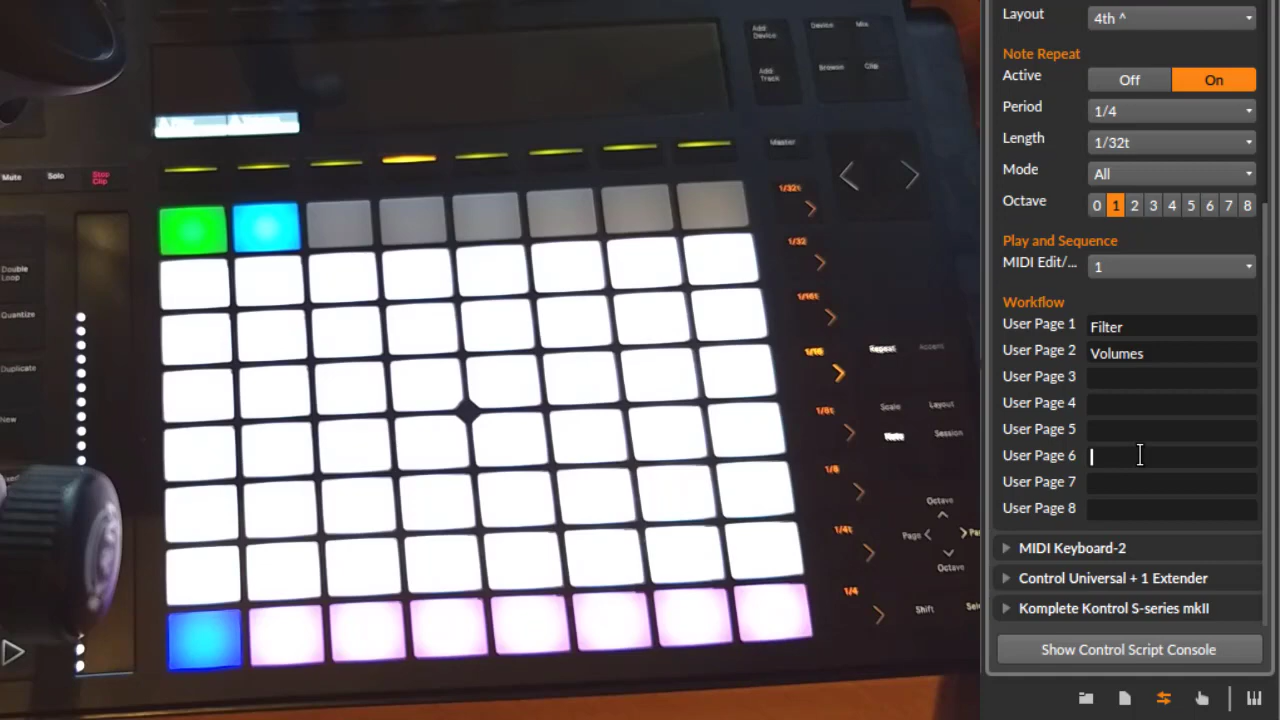 Add
Device
Add
Track
Device
Mix
Browse
Clip
Master
Mute
Solo
Stop
Clip
Double
Loop
Quantize
Duplicate
New
1/32t
1/32
1/16t
1/16
1/8t
1/8
1/4t
1/4
Repeat
Accent
Scale
Layout
Note
Session
Octave
Page
Octave
Shift
Layout
4th ^
Note Repeat
Active
Off
On
Period
1/4
Length
1/32t
Mode
All
Octave
0 1 2 3 4 5 6 7 8
Play and Sequence
MIDI Edit/...
1
Workflow
User Page 1
Filter
User Page 2
Volumes
User Page 3
User Page 4
User Page 5
User Page 6
User Page 7
User Page 8
MIDI Keyboard-2
Control Universal + 1 Extender
Komplete Kontrol S-series mkII
Show Control Script Console